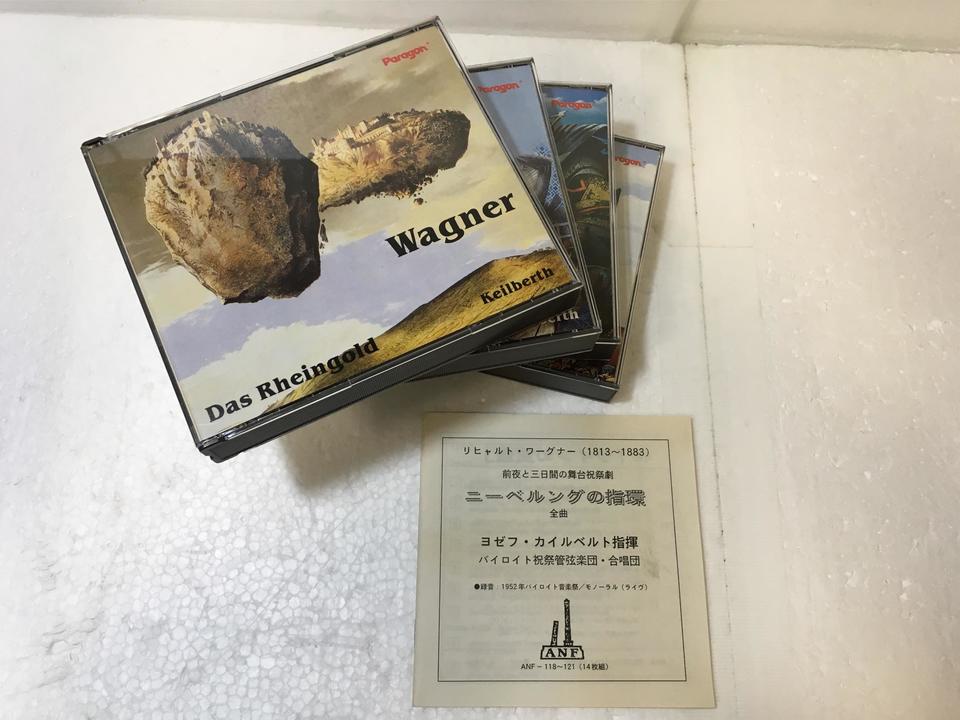 Paragon
Wagner
Keilberth
Das Rheingold
Paragon
Paragon
リヒャルト・ワーグナー(1813〜1883)
前夜と三日間の舞台祝祭劇
ニーベルングの指環
全曲
ヨゼフ・カイルベルト指揮
バイロイト祝祭管弦楽団・合唱団
●録音:1952年バイロイト音楽祭/モノーラル(ライヴ)
ANF
ANF-118〜121(14枚組)